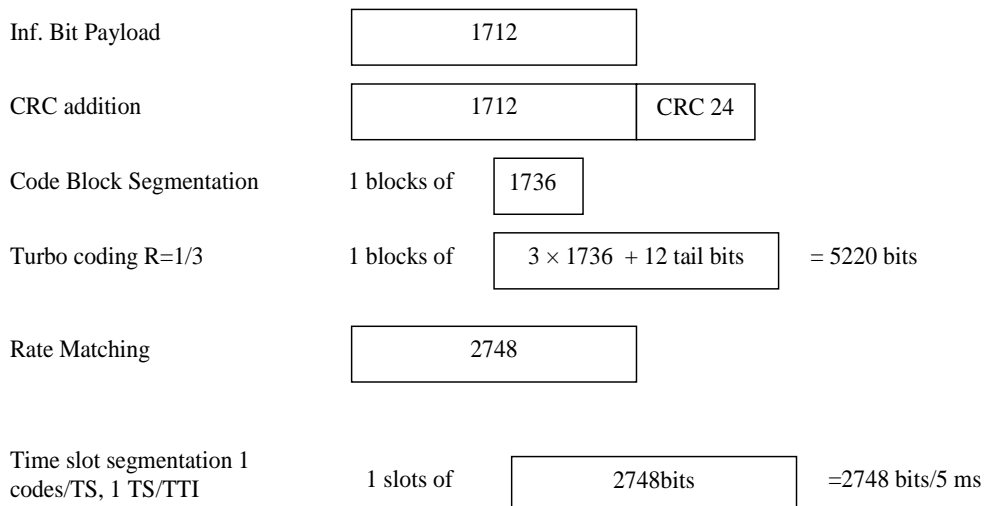 Inf. Bit Payload 1712
CRC addition 1712 CRC 24
Code Block Segmentation 1 blocks of 1736
Turbo coding R=1/3 1 blocks of 3 × 1736 + 12 tail bits = 5220 bits
Rate Matching 2748
Time slot segmentation 1
codes/TS, 1 TS/TTI 1 slots of 2748bits =2748 bits/5 ms